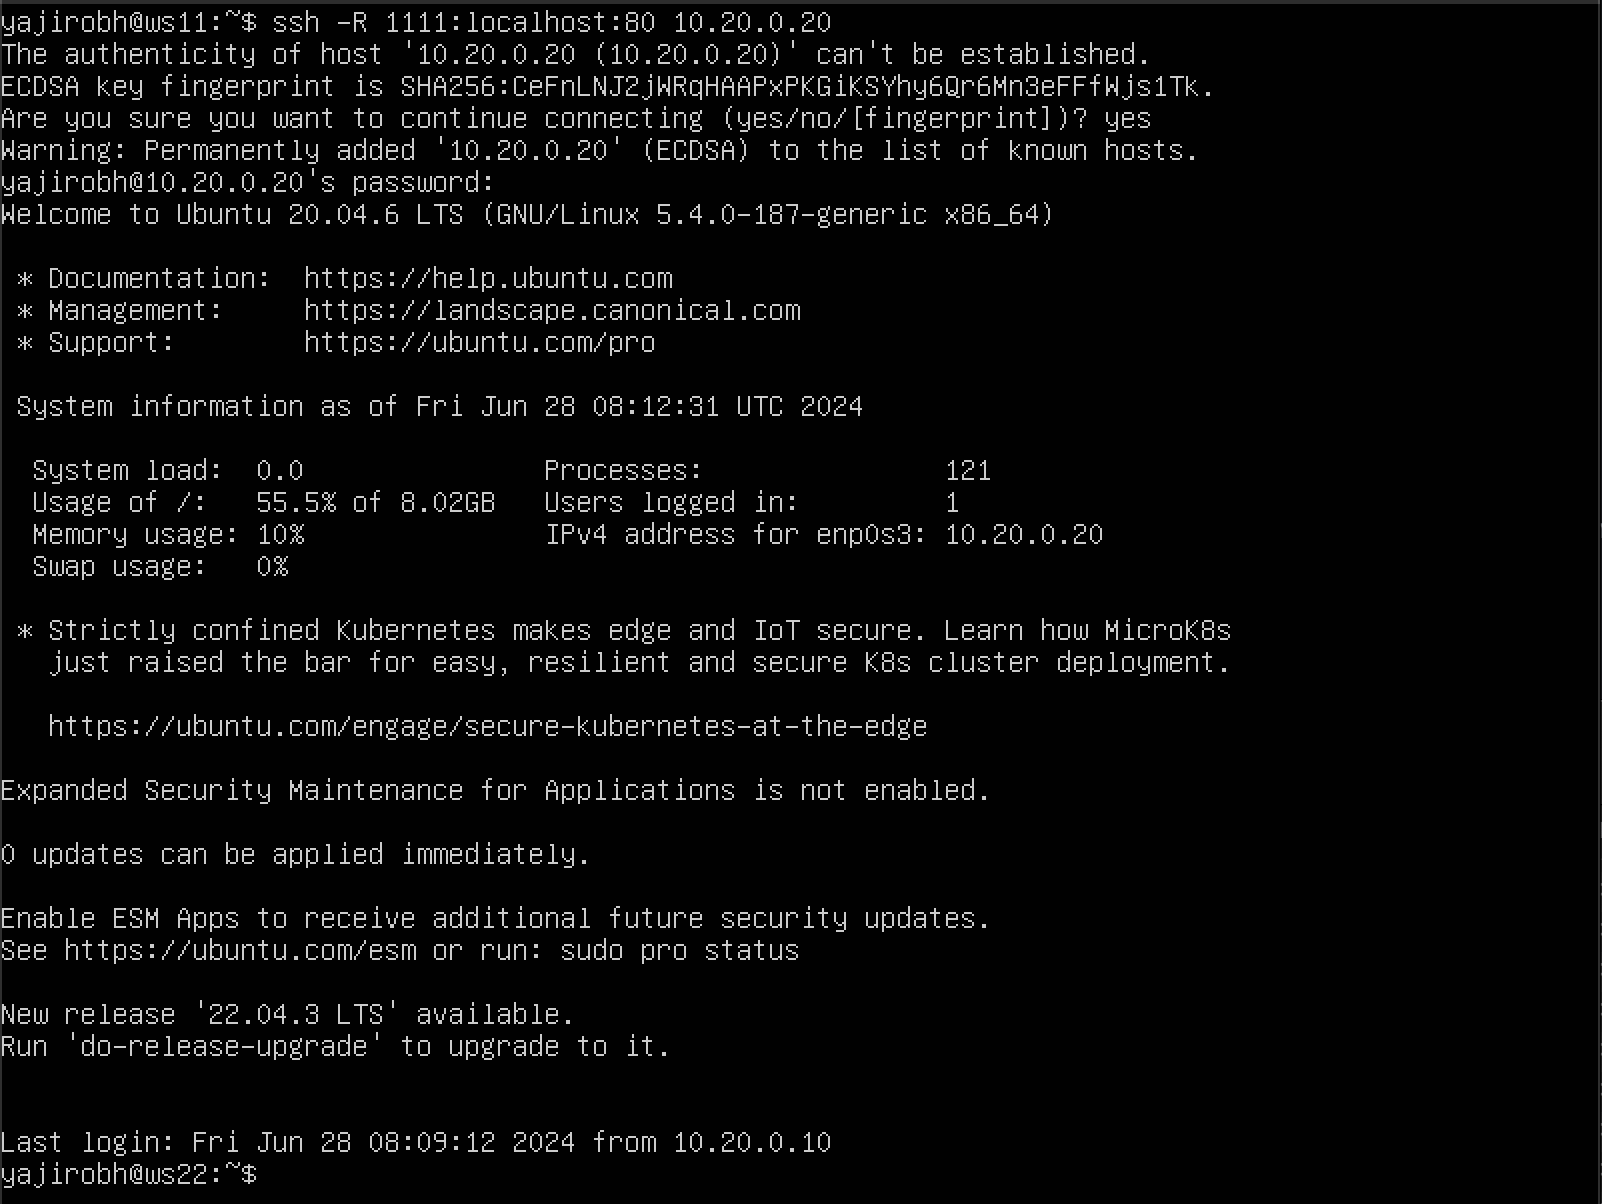 yajirobh@ws11:~$ ssh -R 1111:localhost:80 10.20.0.20
The authenticity of host '10.20.0.20 (10.20.0.20)' can't be established.
ECDSA key fingerprint is SHA256:CeFnLNJ2jWRqHAAPxPKGiKSYhy6Qr6Mn3eFFfWjs1Tk.
Are you sure you want to continue connecting (yes/no/[fingerprint])? yes
Warning: Permanently added '10.20.0.20' (ECDSA) to the list of known hosts.
yajirobh@10.20.0.20's password:
Welcome to Ubuntu 20.04.6 LTS (GNU/Linux 5.4.0-187-generic x86_64)

 * Documentation:  https://help.ubuntu.com
 * Management:     https://landscape.canonical.com
 * Support:        https://ubuntu.com/pro

 System information as of Fri Jun 28 08:12:31 UTC 2024

  System load:  0.0               Processes:               121
  Usage of /:   55.5% of 8.02GB   Users logged in:         1
  Memory usage: 10%               IPv4 address for enp0s3: 10.20.0.20
  Swap usage:   0%

 * Strictly confined Kubernetes makes edge and IoT secure. Learn how MicroK8s
   just raised the bar for easy, resilient and secure K8s cluster deployment.

   https://ubuntu.com/engage/secure-kubernetes-at-the-edge

Expanded Security Maintenance for Applications is not enabled.

0 updates can be applied immediately.

Enable ESM Apps to receive additional future security updates.
See https://ubuntu.com/esm or run: sudo pro status

New release '22.04.3 LTS' available.
Run 'do-release-upgrade' to upgrade to it.


Last login: Fri Jun 28 08:09:12 2024 from 10.20.0.10
yajirobh@ws22:~$